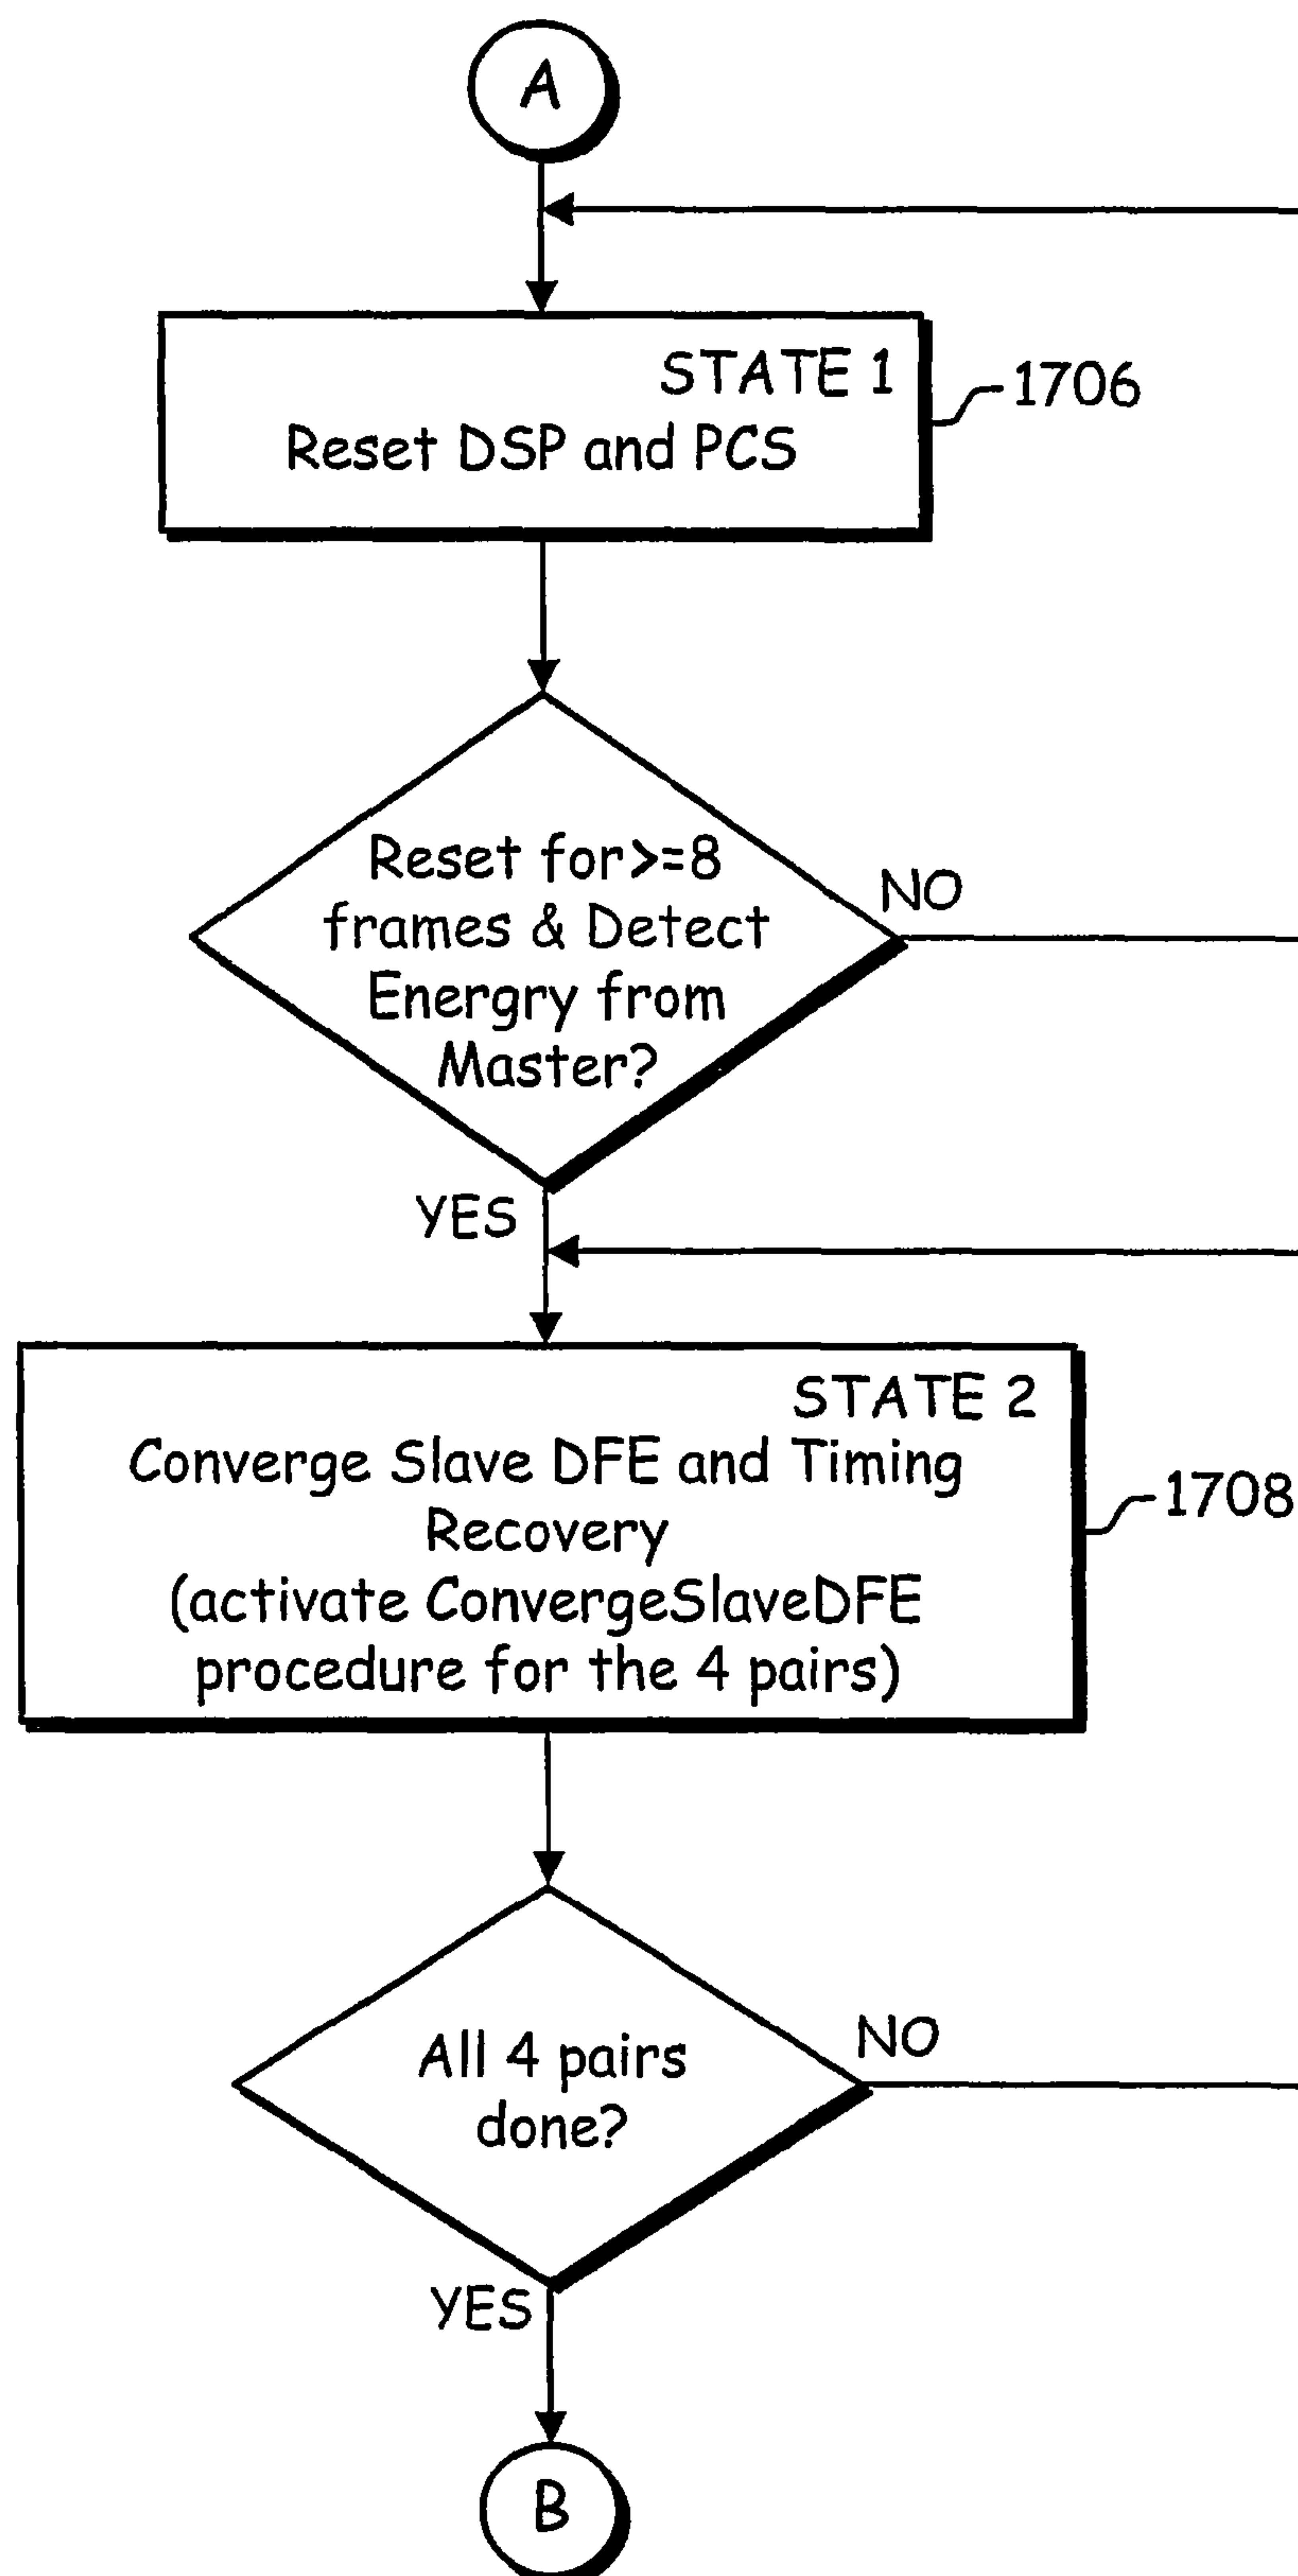 A
STATE 1
1706
Reset DSP and PCS
Reset for>=8
frames & Detect
Energry from
Master?
NO
YES
STATE 2
Converge Slave DFE and Timing
Recovery
(activate ConvergeSlaveDFE
procedure for the 4 pairs)
1708
All 4 pairs
done?
NO
YES
B